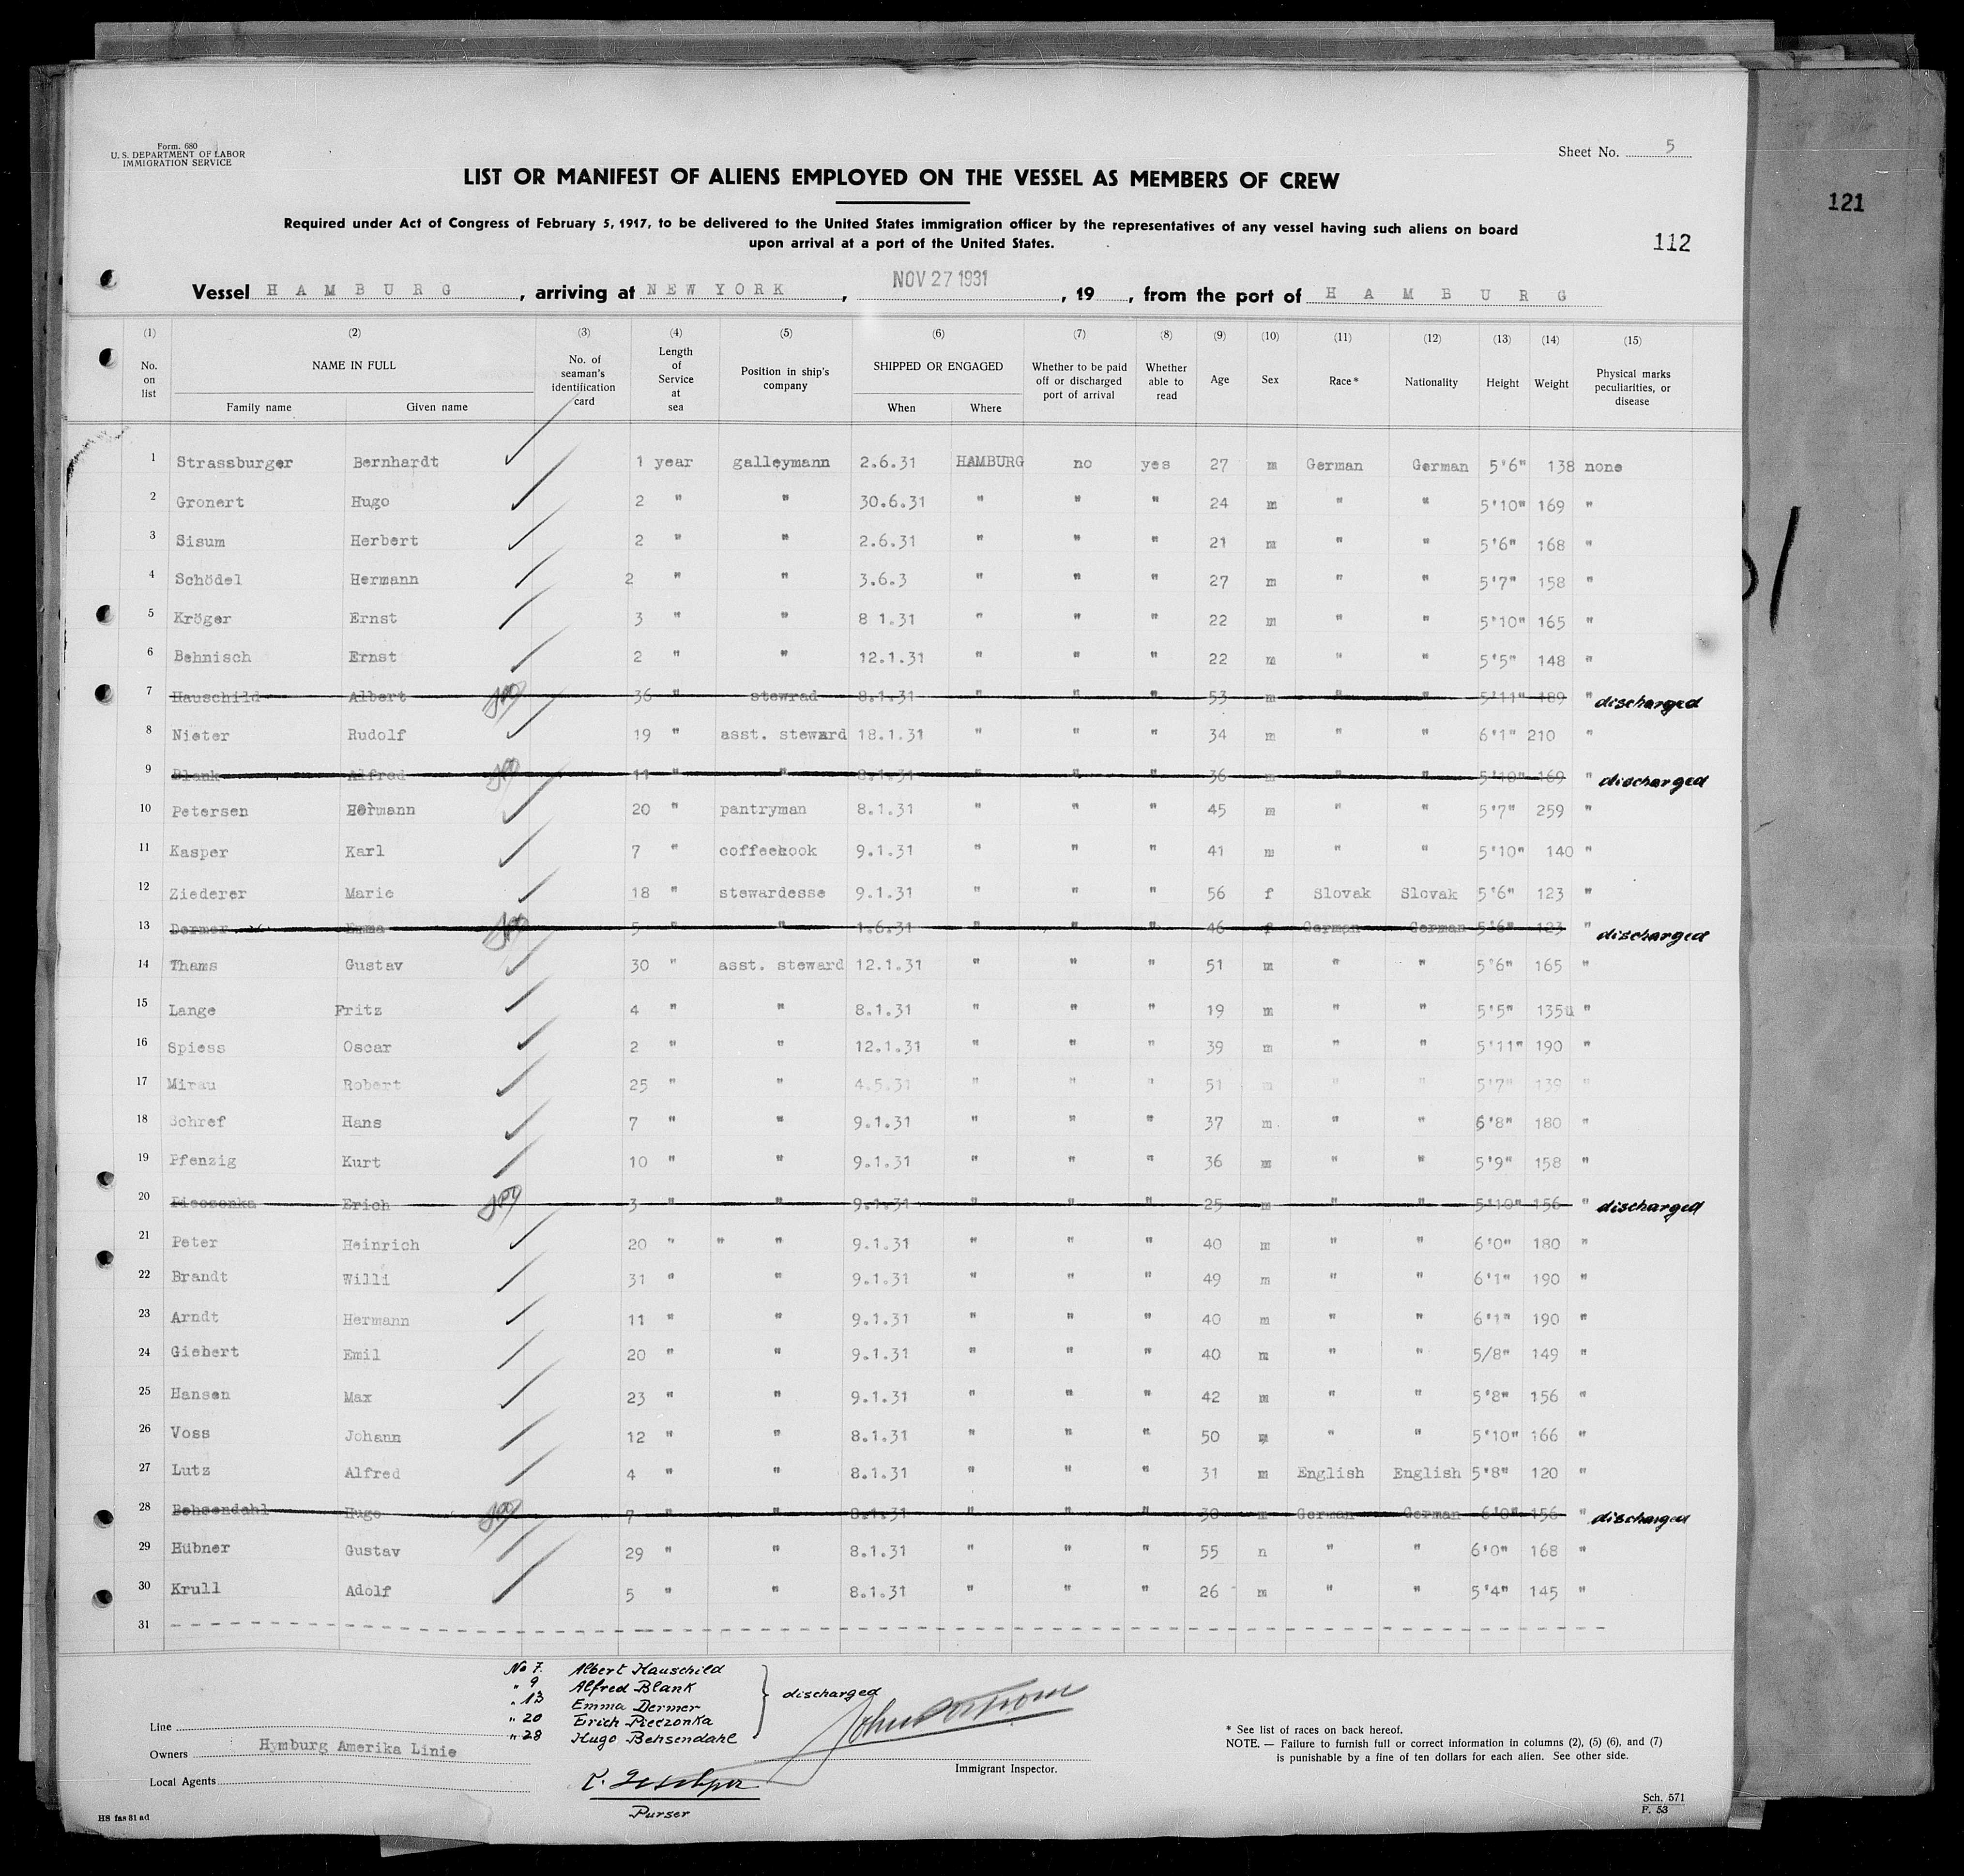 Form. 680
U. S. DEPARTMENT OF LABOR
IMMIGRATION SERVICE
Sheet No. 5
LIST OR MANIFEST OF ALIENS EMPLOYED ON THE VESSEL AS MEMBERS OF CREW
121
Required under Act of Congress of February 5, 1917, to be delivered to the United States immigration officer by the representatives of any vessel having such aliens on board
upon arrival at a port of the United States.
112
Vessel H A M B U R G , arriving at N E W Y O R K , NOV 27 1931 , 19 , from the port of H A M B U R G
(1) (2) (3) (4) (5) (6) (7) (8) (9) (10) (11) (12) (13) (14) (15)
No. on list NAME IN FULL Family name Given name No. of seaman's identification card Length of Service at sea Position in ship's company SHIPPED OR ENGAGED When Where Whether to be paid off or discharged port of arrival Whether able to read Age Sex Race* Nationality Height Weight Physical marks peculiarities, or disease
1 Strassburger Bernhardt 1 year galleymann 2.6.31 HAMBURG no yes 27 m German German 5'6" 138 none
2 Gronert Hugo 2 " " 30.6.31 " " " 24 m " " 5'10" 169 "
3 Sisum Herbert 2 " " 2.6.31 " " " 21 m " " 5'6" 168 "
4 Schödel Hermann 2 " " 3.6.3 " " " 27 m " " 5'7" 158 "
5 Kröger Ernst 3 " " 8 1.31 " " " 22 m " " 5'10" 165 "
6 Behnisch Ernst 2 " " 12.1.31 " " " 22 m " " 5'5" 148 "
7 Hauschild Albert 36 " stewrad 8.1.31 " " " 53 m " " 5'11" 189 " discharged
8 Nieter Rudolf 19 " asst. steward 18.1.31 " " " 34 m " " 6'1" 210 "
9 Blank Alfred 11 " " 8.1.31 " " " 36 m " " 5'10" 169 " discharged
10 Petersen Hermann 20 " pantryman 8.1.31 " " " 45 m " " 5'7" 259 "
11 Kasper Karl 7 " coffeekook 9.1.31 " " " 41 m " " 5'10" 140 "
12 Ziederer Marie 18 " stewardesse 9.1.31 " " " 56 f Slovak Slovak 5'6" 123 "
13 Dermer Emma 5 " " 1.6.31 " " " 46 f German German 5'6" 123 " discharged
14 Thams Gustav 30 " asst. steward 12.1.31 " " " 51 m " " 5'6" 165 "
15 Lange Fritz 4 " " 8.1.31 " " " 19 m " " 5'5" 135 "
16 Spiess Oscar 2 " " 12.1.31 " " " 39 m " " 5'11" 190 "
17 Mirau Robert 25 " " 4.5.31 " " " 51 m " " 5'7" 139 "
18 Schref Hans 7 " " 9.1.31 " " " 37 m " " 6'8" 180 "
19 Pfenzig Kurt 10 " " 9.1.31 " " " 36 m " " 5'9" 158 "
20 Pieczonka Erich 3 " " 9.1.31 " " " 25 m " " 5'10" 156 " discharged
21 Peter Heinrich 20 " " " 9.1.31 " " " 40 m " " 6'0" 180 "
22 Brandt Willi 31 " " 9.1.31 " " " 49 m " " 6'1" 190 "
23 Arndt Hermann 11 " " 9.1.31 " " " 40 m " " 6'1" 190 "
24 Giebert Emil 20 " " 9.1.31 " " " 40 m " " 5/8" 149 "
25 Hansen Max 23 " " 9.1.31 " " " 42 m " " 5'8" 156 "
26 Voss Johann 12 " " 8.1.31 " " " 50 m " " 5'10" 166 "
27 Lutz Alfred 4 " " 8.1.31 " " " 31 m English English 5'8" 120 "
28 Behsendahl Hugo 7 " " 8.1.31 " " " 30 m German German 6'0" 156 " discharged
29 Hübner Gustav 29 " " 8.1.31 " " " 55 n " " 6'0" 168 "
30 Krull Adolf 5 " " 8.1.31 " " " 26 m " " 5'4" 145 "
31
No 7. Albert Hauschild
" 9 Alfred Blank
" 13 Emma Dermer
" 20 Erich Pieczonka
" 28 Hugo Behsendahl
discharged
Line
Owners Hymburg Amerika Linie
Local Agents
Purser
Immigrant Inspector.
* See list of races on back hereof.
NOTE. — Failure to furnish full or correct information in columns (2), (5) (6), and (7)
is punishable by a fine of ten dollars for each alien. See other side.
Sch. 571
F. 53
HS fas 31 ad